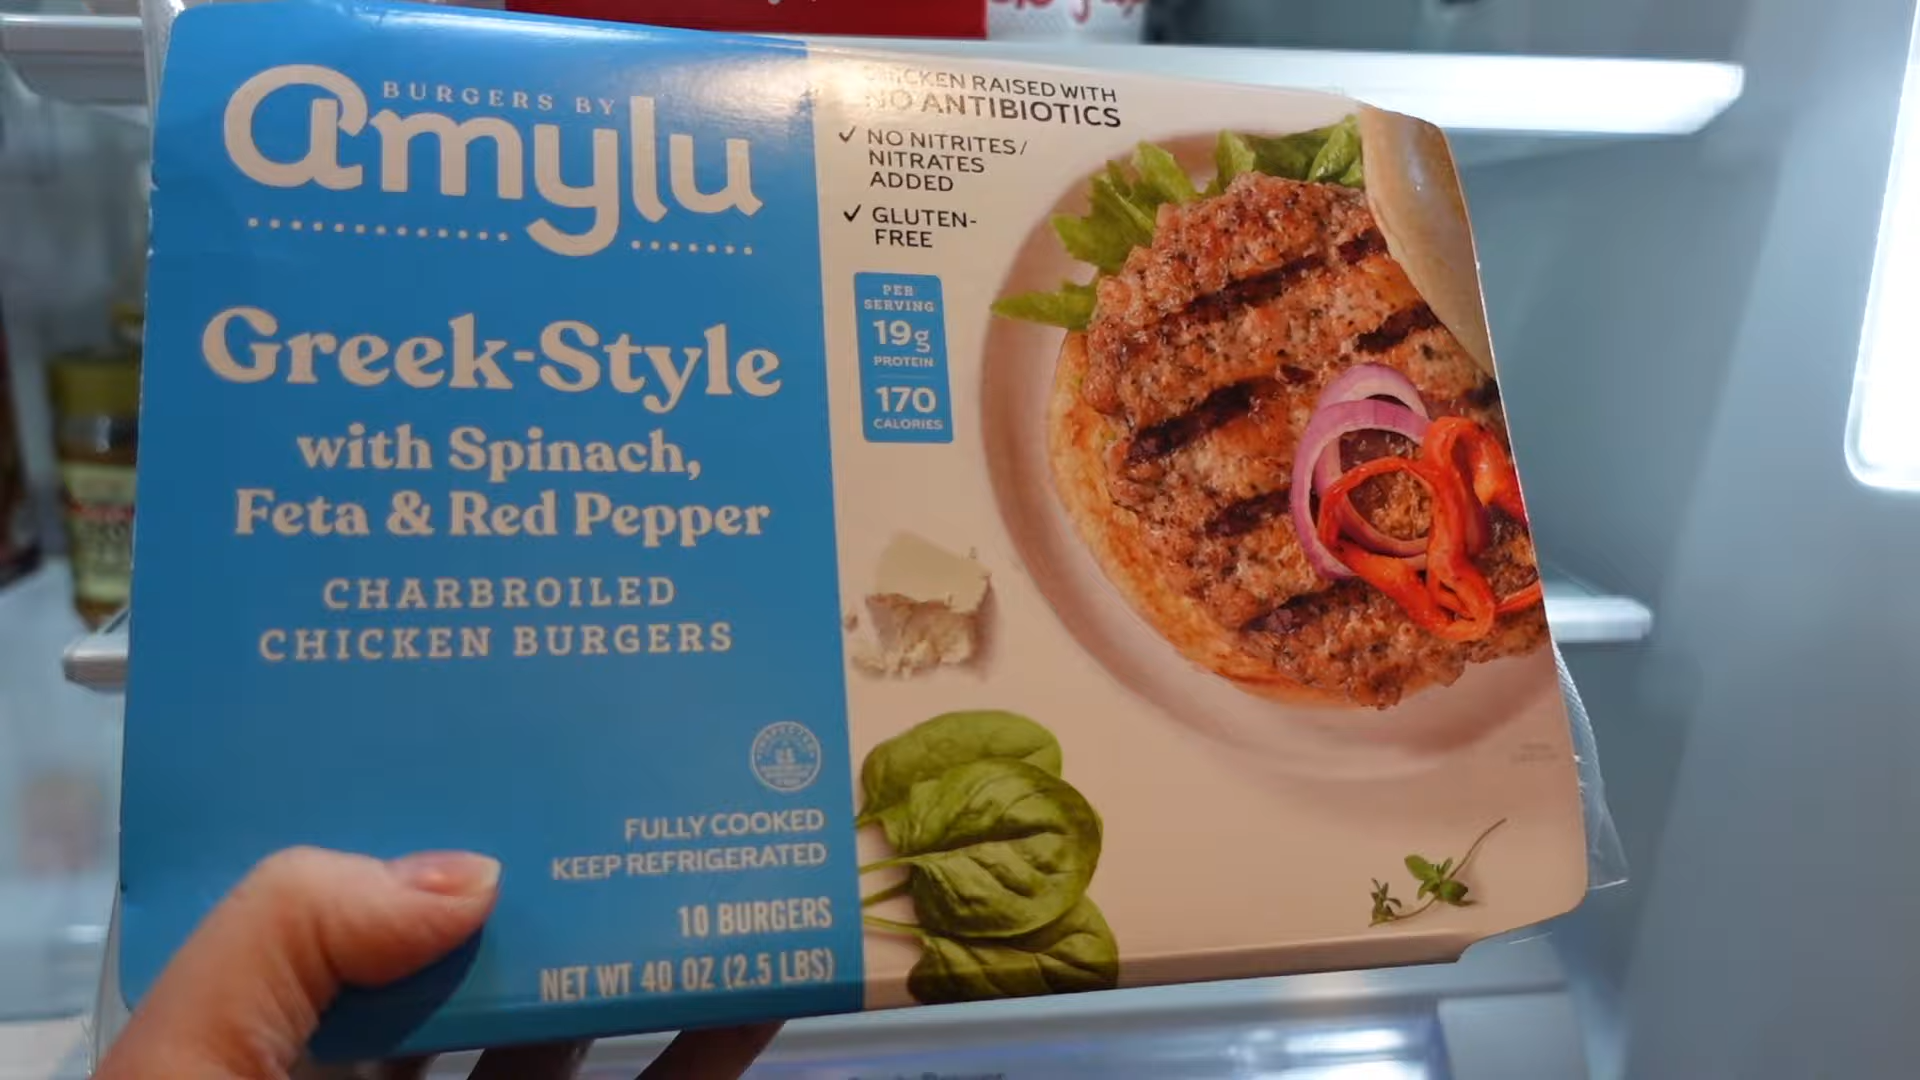 BURGERS BY
amylu
Greek-Style
with Spinach,
Feta & Red Pepper
CHARBROILED
CHICKEN BURGERS
INSPECTED
FULLY COOKED
KEEP REFRIGERATED
10 BURGERS
NET WT 40 OZ (2.5 LBS)
CHICKEN RAISED WITH
NO ANTIBIOTICS
✓ NO NITRITES/
NITRATES
ADDED
✓ GLUTEN-
FREE
PER
SERVING
19g
PROTEIN
170
CALORIES